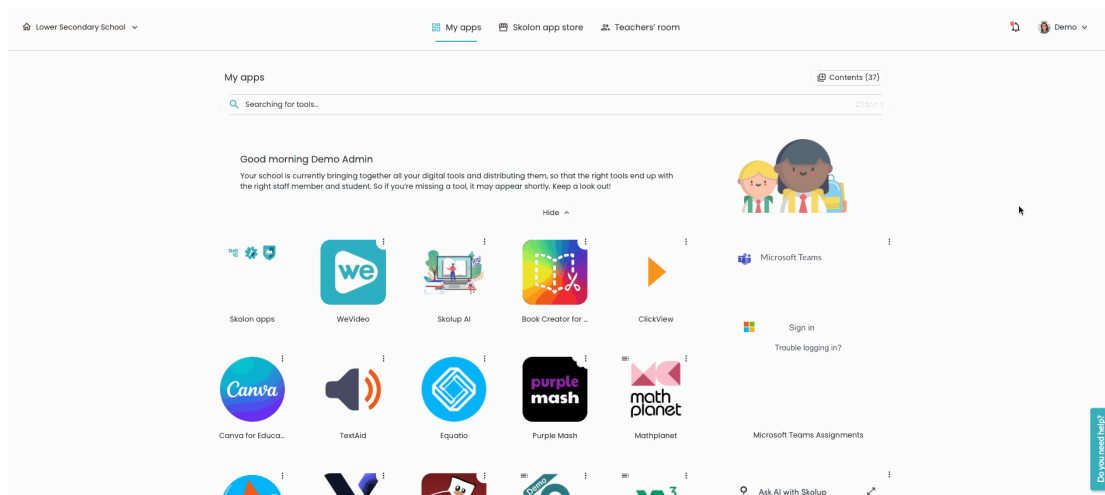 Lower Secondary School
My apps
Skolon app store
Teachers' room
Demo
My apps
Contents (37)
Searching for tools...
Good morning Demo Admin
Your school is currently bringing together all your digital tools and distributing them, so that the right tools end up with
the right staff member and student. So if you're missing a tool, it may appear shortly. Keep a look out!
Hide
we
Microsoft Teams
Skolon apps
WeVideo
Skolup AI
Book Creator for ...
ClickView
Sign in
Trouble logging in?
Canva
purple
mash
math
planet
Canva for Educa...
TextAid
Equatio
Purple Mash
Mathplanet
Microsoft Teams Assignments
Demo
3
Ask AI with Skolup
Do you need help?